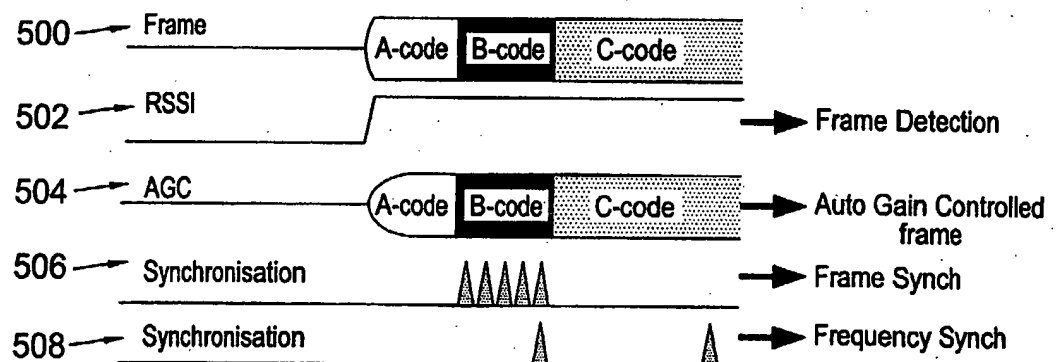 500 Frame
A-code B-code C-code
502 RSSI
Frame Detection
504 AGC
A-code B-code C-code
Auto Gain Controlled
frame
506 Synchronisation
Frame Synch
508 Synchronisation
Frequency Synch